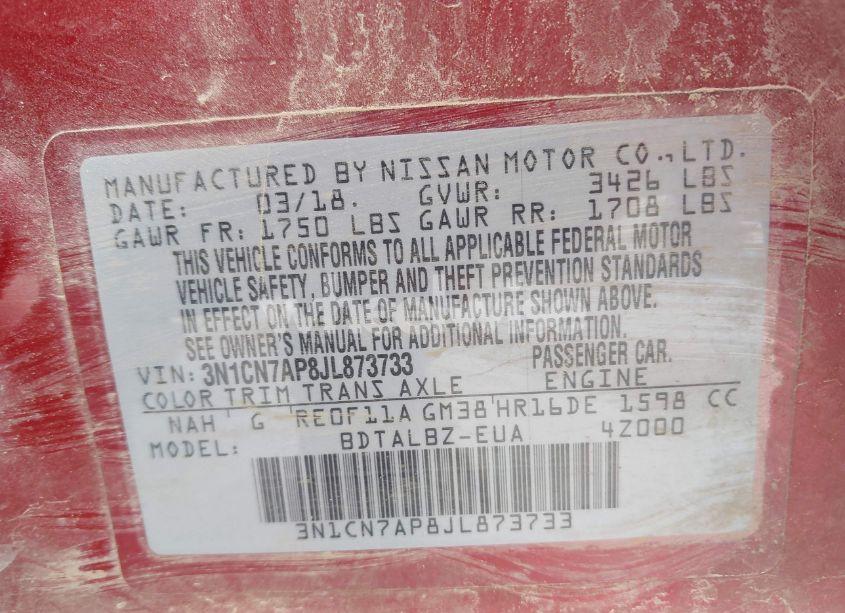 MANUFACTURED BY NISSAN MOTOR CO., LTD.
DATE: 03/18. GVWR: 3426 LBS
GAWR FR: 1750 LBS GAWR RR: 1708 LBS
THIS VEHICLE CONFORMS TO ALL APPLICABLE FEDERAL MOTOR
VEHICLE SAFETY, BUMPER AND THEFT PREVENTION STANDARDS
IN EFFECT ON THE DATE OF MANUFACTURE SHOWN ABOVE.
SEE OWNER'S MANUAL FOR ADDITIONAL INFORMATION.
VIN: 3N1CN7AP8JL873733 PASSENGER CAR.
COLOR TRIM TRANS AXLE ENGINE
NAH G RE0F11A GM38 HR16DE 1598 CC
MODEL: BDTALBZ-EUA 4Z000
3N1CN7AP8JL873733